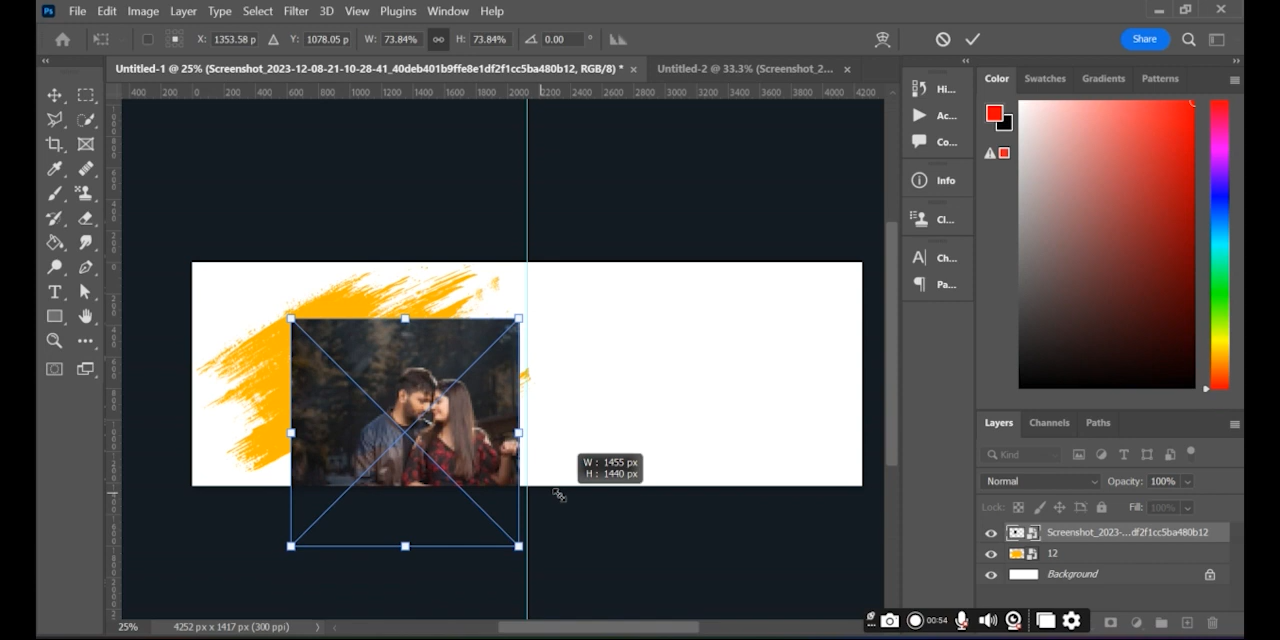 Ps File Edit Image Layer Type Select Filter 3D View Plugins Window Help
X: 1353.58 p Y: 1078.05 p W: 73.84% H: 73.84% 0.00 ° Share
Untitled-1 @ 25% (Screenshot_2023-12-08-21-10-28-41_40deb401b9ffe8e1df2f1cc5ba480b12, RGB/8) * × Untitled-2 @ 33.3% (Screenshot_2... ×
400 200 0 200 400 600 800 1000 1200 1400 1600 1800 2000 2200 2400 2600 2800 3000 3200 3400 3600 3800 4000 4200
Hi...
Ac...
Co...
Info
Cl...
Ch...
Pa...
Color Swatches Gradients Patterns
W : 1455 px
H : 1440 px
Layers Channels Paths
Kind
Normal Opacity: 100%
Lock: Fill: 100%
Screenshot_2023-...df2f1cc5ba480b12
12
Background
25% 4252 px x 1417 px (300 ppi)
00:54